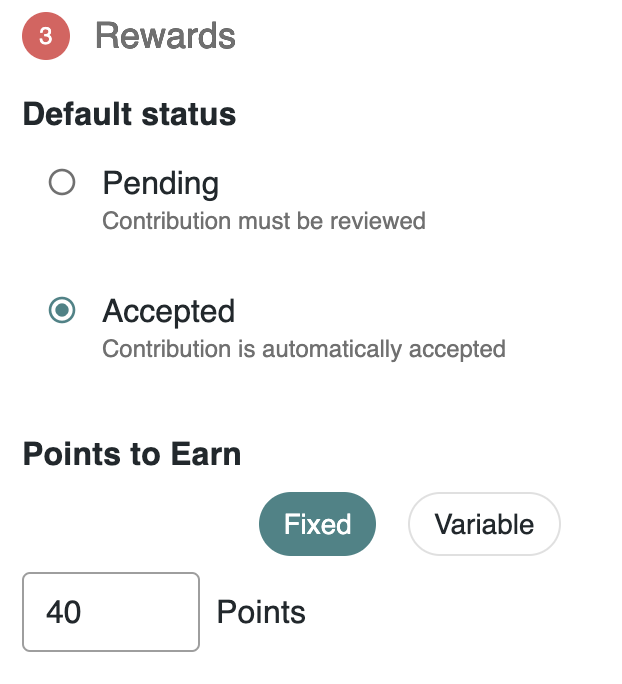 3 Rewards
Default status
Pending
Contribution must be reviewed
Accepted
Contribution is automatically accepted
Points to Earn
Fixed Variable
40 Points